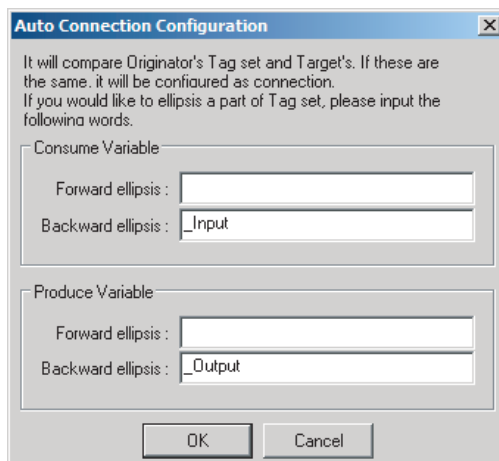 Auto Connection Configuration
It will compare Originator's Tag set and Target's. If these are
the same, it will be configured as connection.
If you would like to ellipsis a part of Tag set, please input the
following words.
Consume Variable
Forward ellipsis :
Backward ellipsis : _Input
Produce Variable
Forward ellipsis :
Backward ellipsis : _Output
OK Cancel